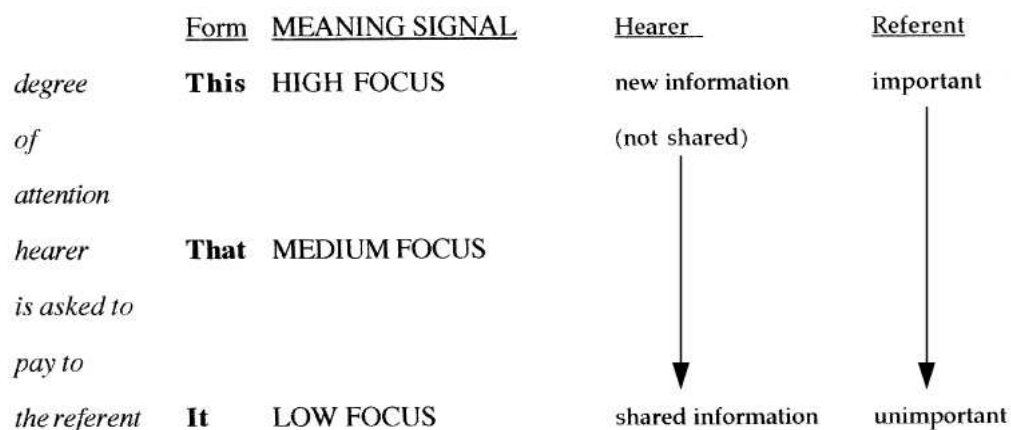 Form MEANING SIGNAL Hearer Referent
degree This HIGH FOCUS new information important
of (not shared)
attention
hearer That MEDIUM FOCUS
is asked to
pay to
the referent It LOW FOCUS shared information unimportant